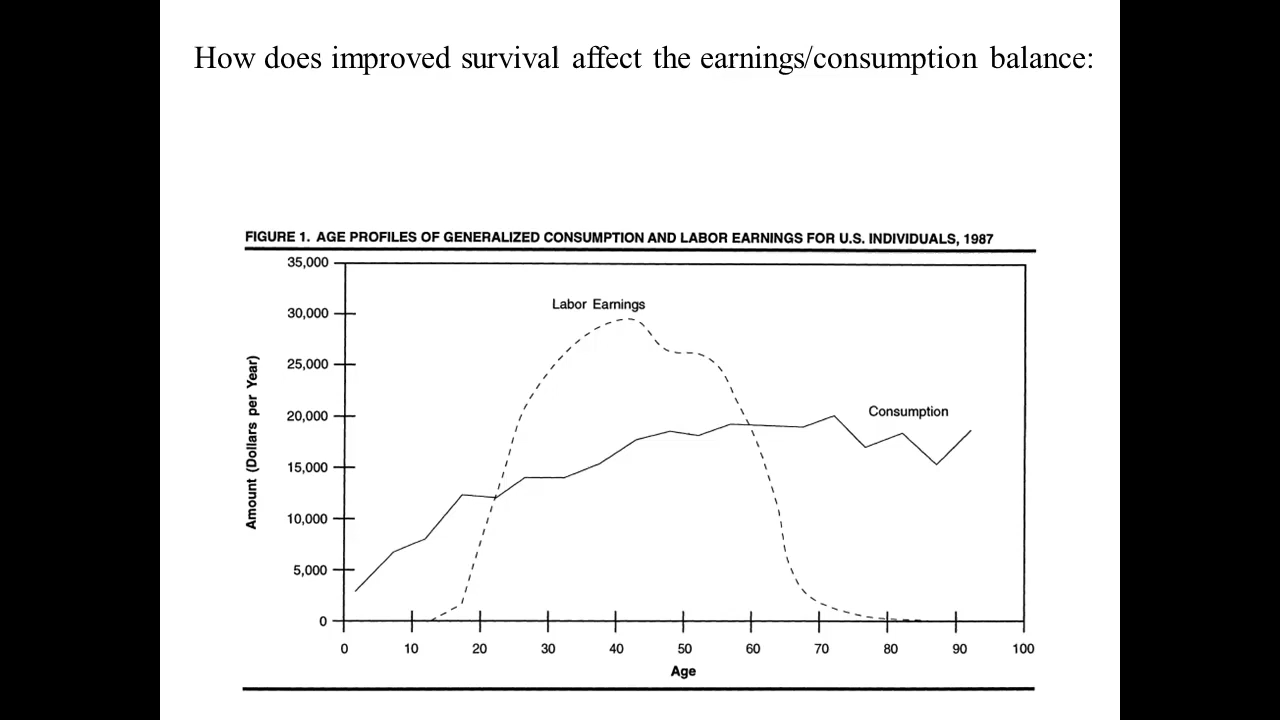 How does improved survival affect the earnings/consumption balance:
FIGURE 1. AGE PROFILES OF GENERALIZED CONSUMPTION AND LABOR EARNINGS FOR U.S. INDIVIDUALS, 1987
35,000
30,000
25,000
20,000
15,000
10,000
5,000
0
Amount (Dollars per Year)
Labor Earnings
Consumption
0 10 20 30 40 50 60 70 80 90 100
Age